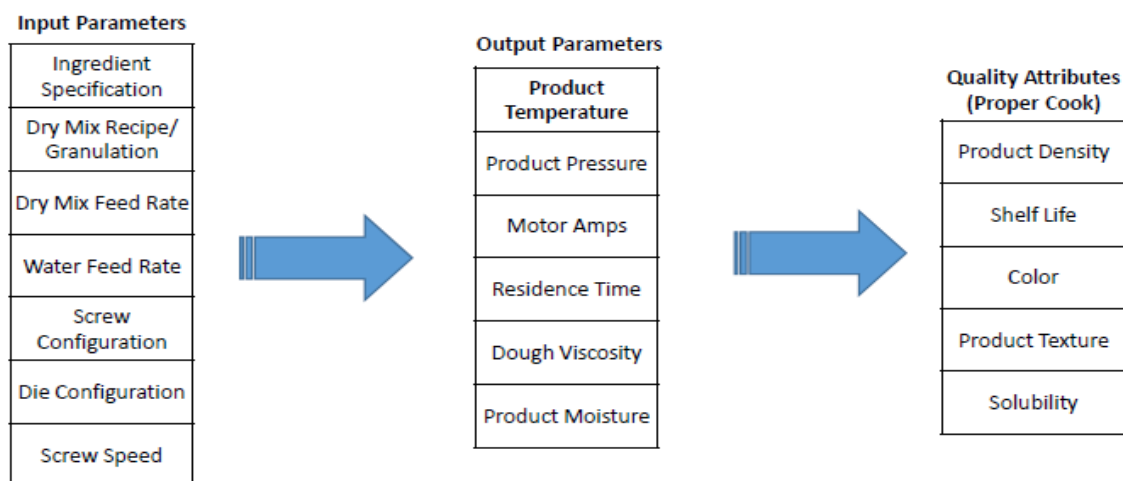 Input Parameters
Ingredient
Specification
Dry Mix Recipe/
Granulation
Dry Mix Feed Rate
Water Feed Rate
Screw
Configuration
Die Configuration
Screw Speed
Output Parameters
Product
Temperature
Product Pressure
Motor Amps
Residence Time
Dough Viscosity
Product Moisture
Quality Attributes
(Proper Cook)
Product Density
Shelf Life
Color
Product Texture
Solubility